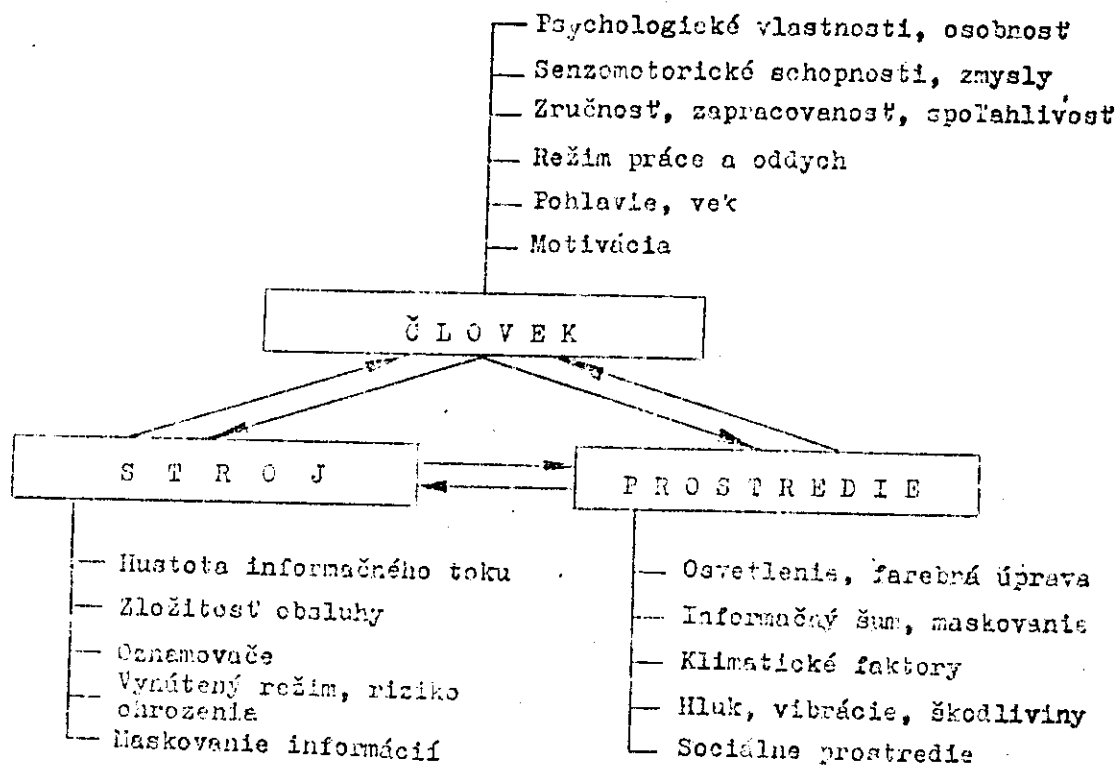 Psychologické vlastnosti, osobnosť
Senzomotorické schopnosti, zmysly
Zručnosť, zapracovanosť, spoľahlivosť
Režim práce a oddych
Pohlavie, vek
Motivácia
ČLOVEK
STROJ
PROSTREDIE
Hustota informačného toku
Zložitosť obsluhy
Oznamovače
Vynútený režim, riziko
ohrozenia
Maskovanie informácií
Osvetlenie, farebná úprava
Informačný šum, maskovanie
Klimatické faktory
Hluk, vibrácie, škodliviny
Sociálne prostredie